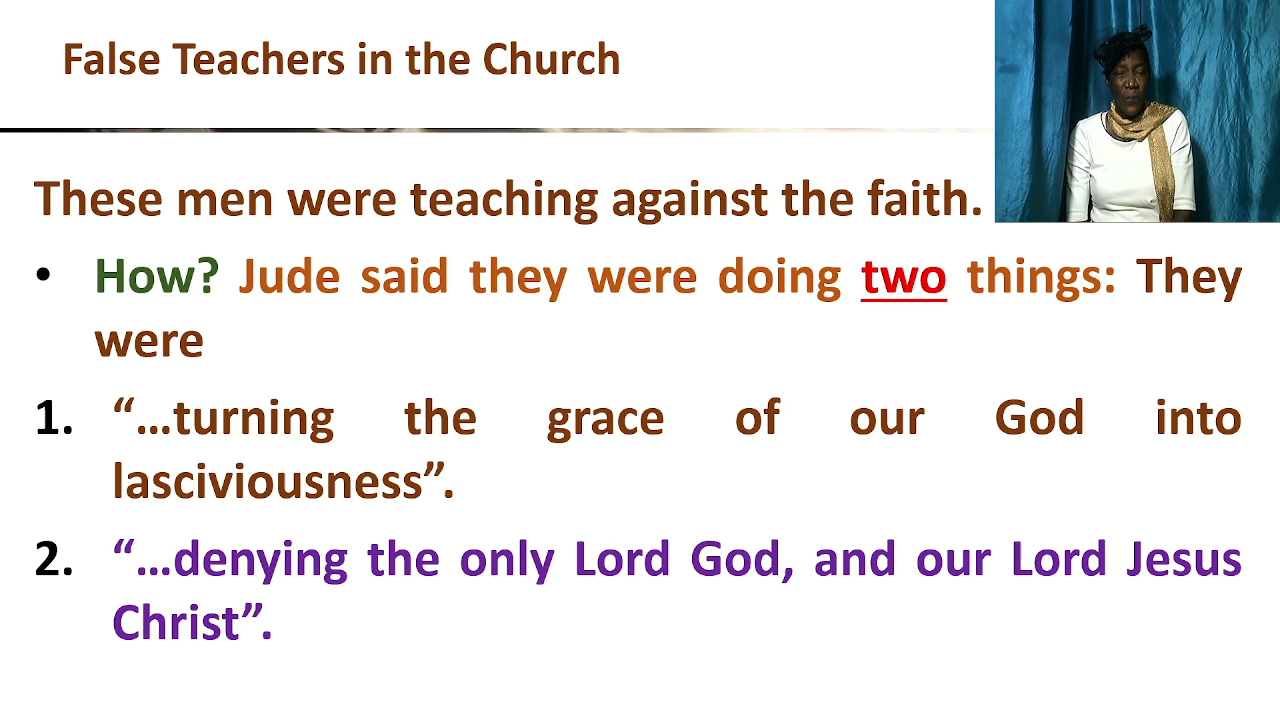 False Teachers in the Church
These men were teaching against the faith.
• How? Jude said they were doing two things: They
were
1. “…turning the grace of our God into
lasciviousness”.
2. “…denying the only Lord God, and our Lord Jesus
Christ”.